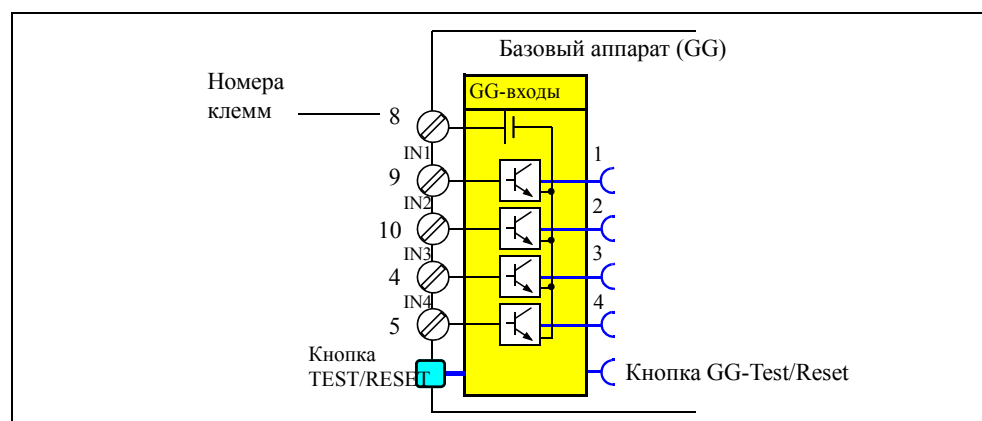 Базовый аппарат (GG)
Номера
клемм
GG-входы
8
IN1
9
1
IN2
10
2
IN3
4
3
IN4
5
4
Кнопка
TEST/RESET
Кнопка GG-Test/Reset